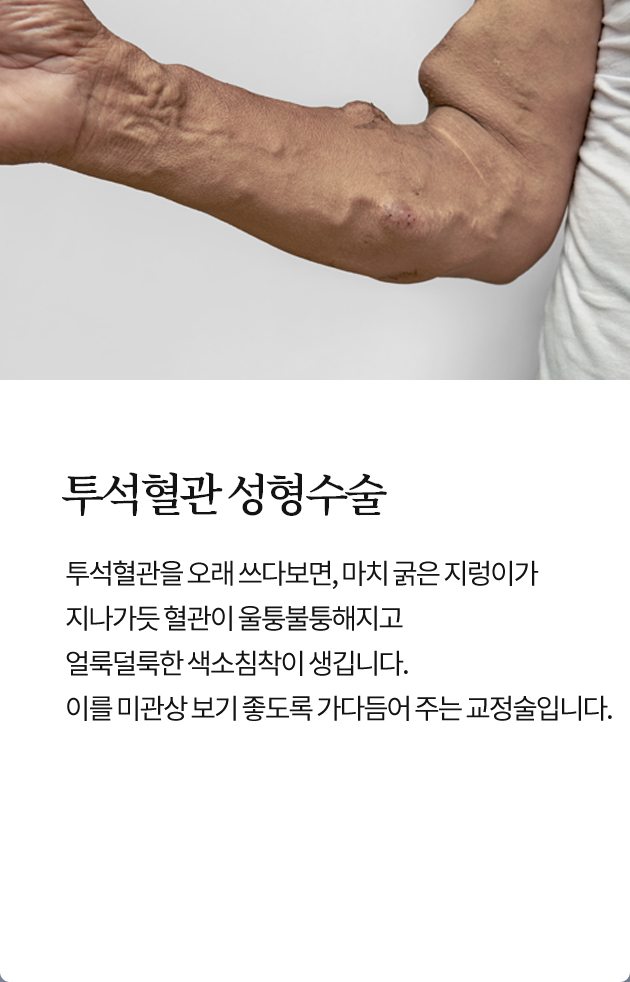 투석혈관 성형수술
투석혈관을 오래 쓰다보면, 마치 굵은 지렁이가
지나가듯 혈관이 울퉁불퉁해지고
얼룩덜룩한 색소침착이 생깁니다.
이를 미관상 보기 좋도록 가다듬어 주는 교정술입니다.